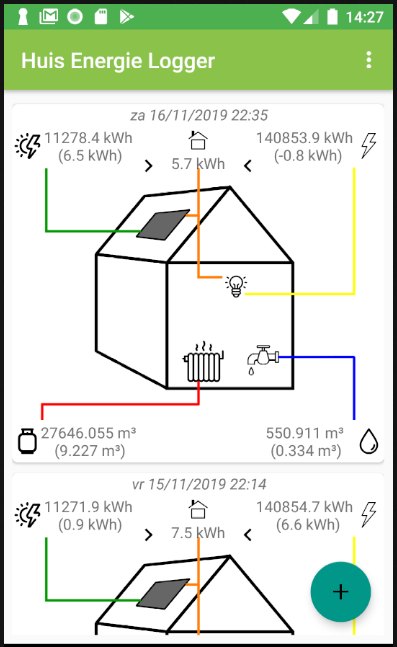 14:27
Huis Energie Logger
za 16/11/2019 22:35
11278.4 kWh
(6.5 kWh)
5.7 kWh
140853.9 kWh
(-0.8 kWh)
27646.055 m³
(9.227 m³)
550.911 m³
(0.334 m³)
vr 15/11/2019 22:14
11271.9 kWh
(0.9 kWh)
7.5 kWh
140854.7 kWh
(6.6 kWh)